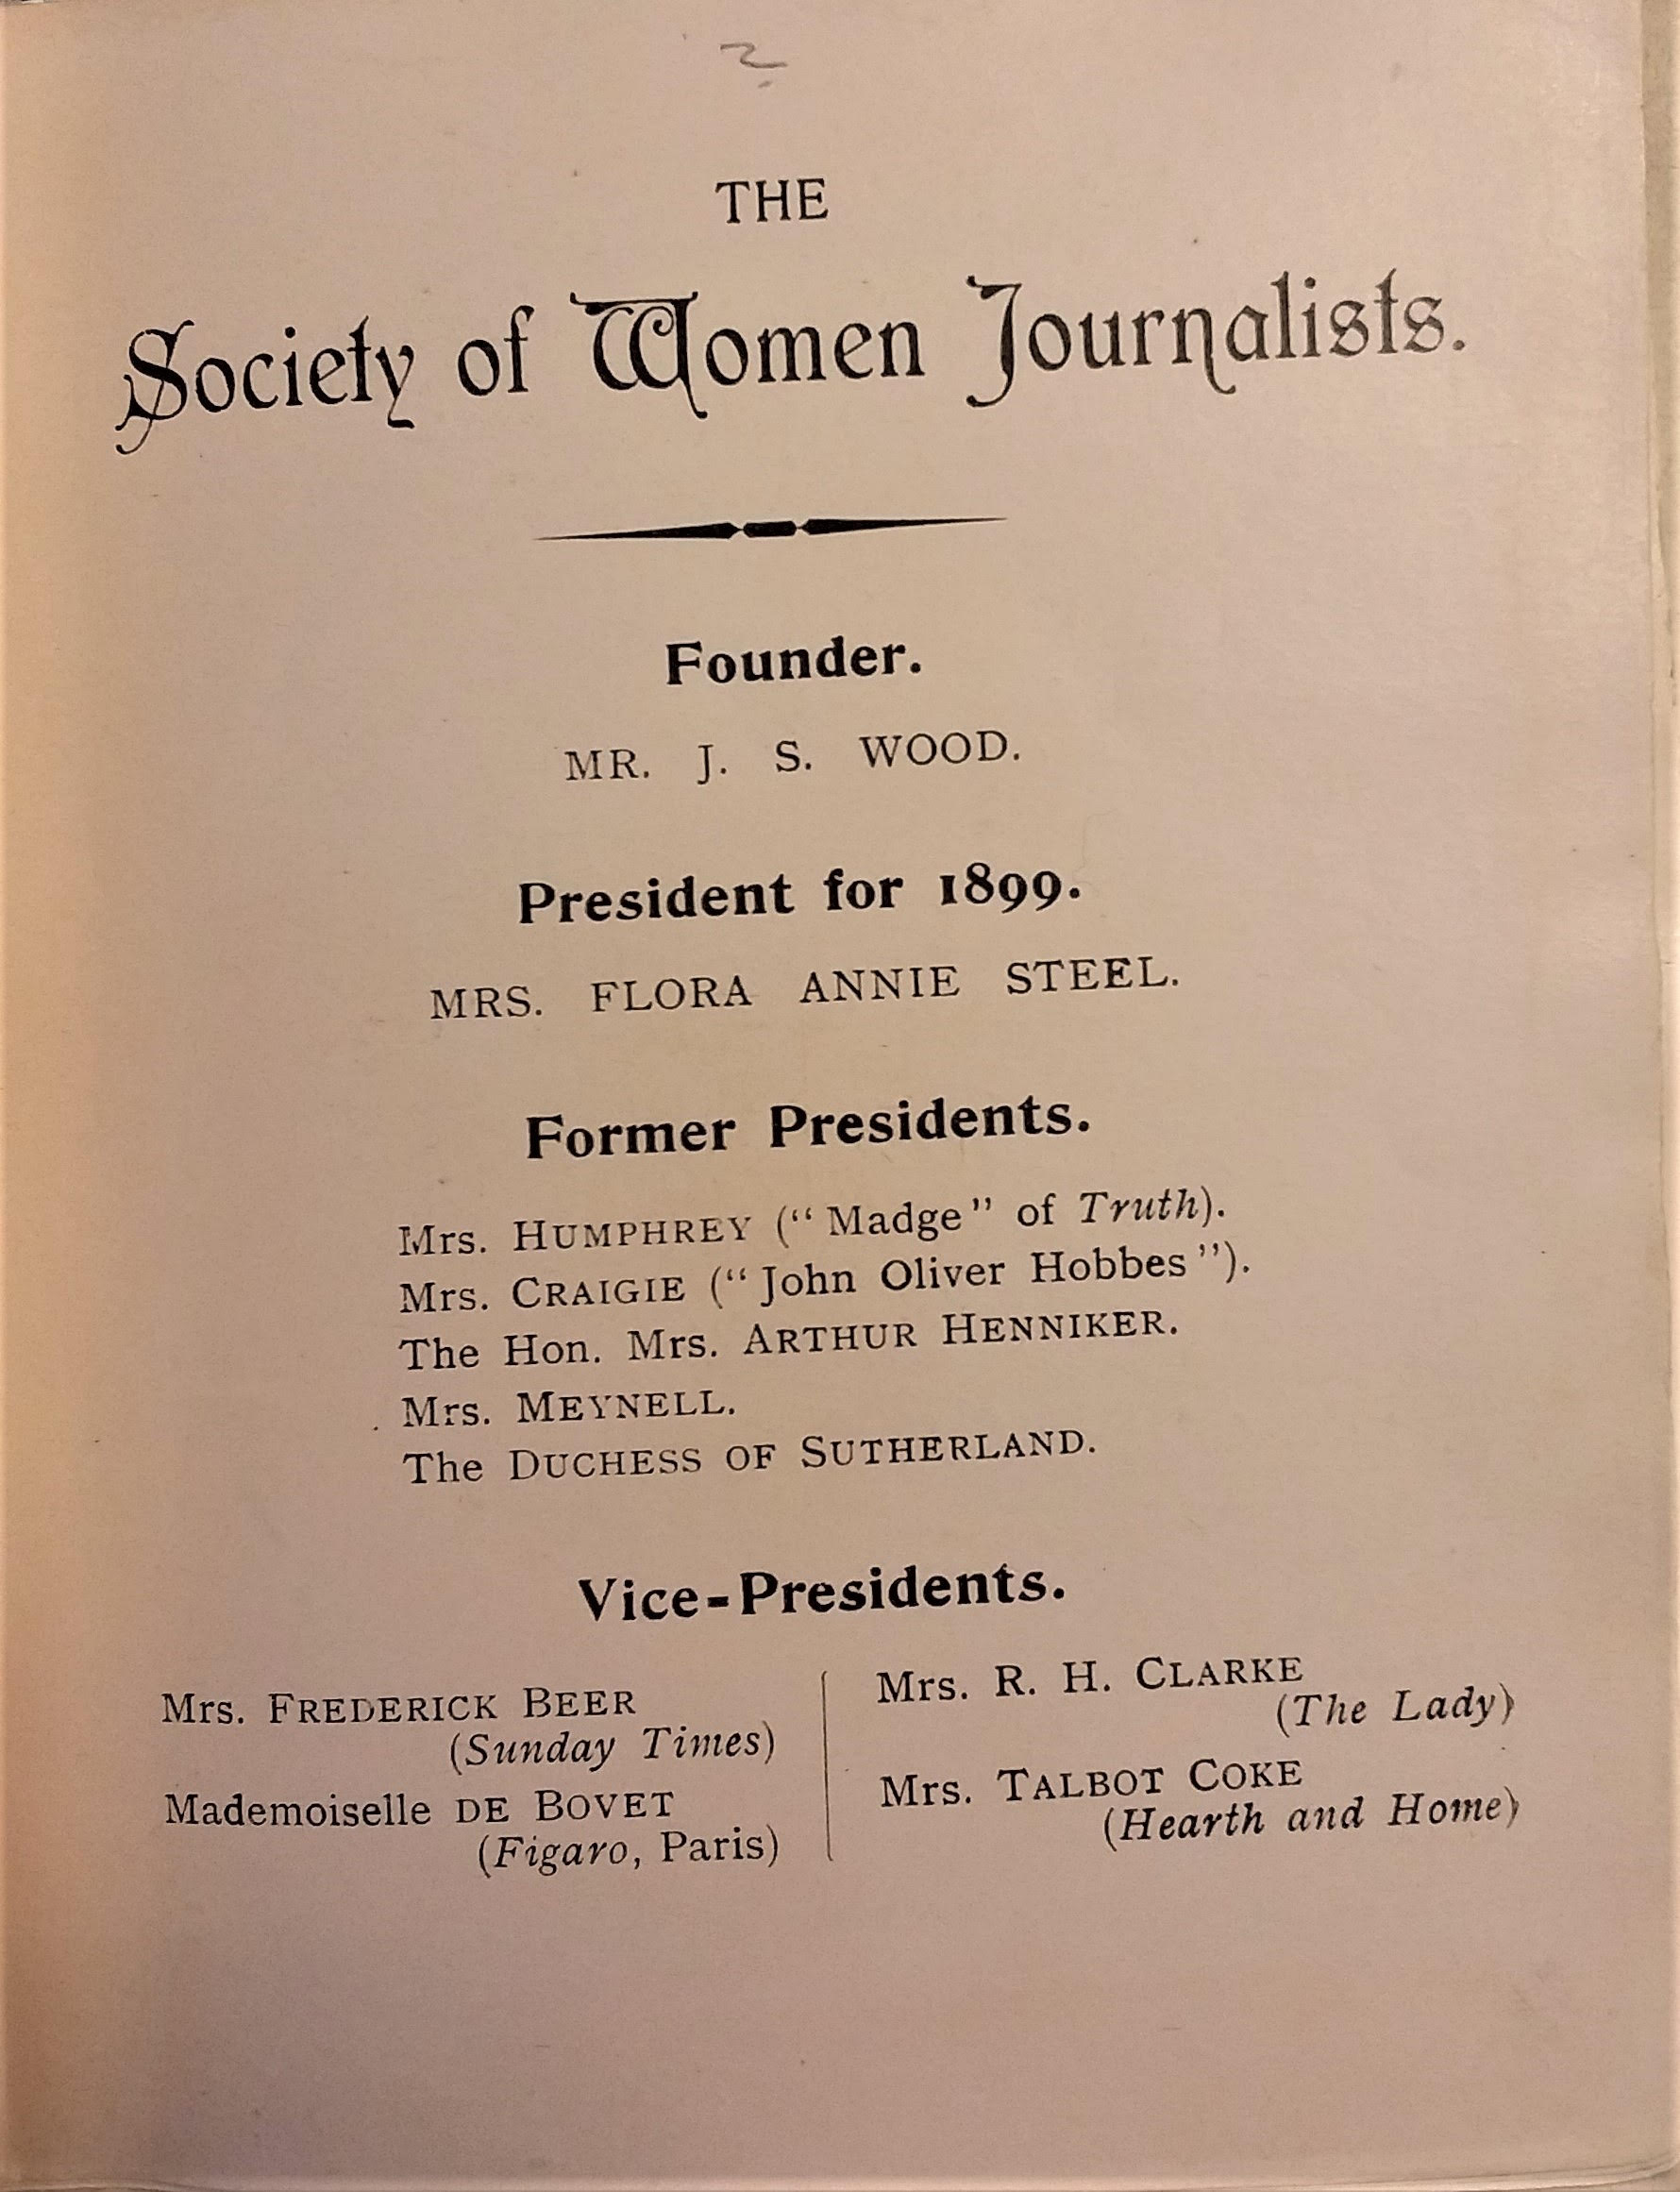 THE
Society of Women Journalists.
Founder.
MR. J. S. WOOD.
President for 1899.
MRS. FLORA ANNIE STEEL.
Former Presidents.
Mrs. HUMPHREY (“Madge” of Truth).
Mrs. CRAIGIE (“John Oliver Hobbes”).
The Hon. Mrs. ARTHUR HENNIKER.
Mrs. MEYNELL.
The DUCHESS OF SUTHERLAND.
Vice-Presidents.
Mrs. FREDERICK BEER
(Sunday Times)
Mademoiselle DE BOVET
(Figaro, Paris)
Mrs. R. H. CLARKE
(The Lady)
Mrs. TALBOT COKE
(Hearth and Home)